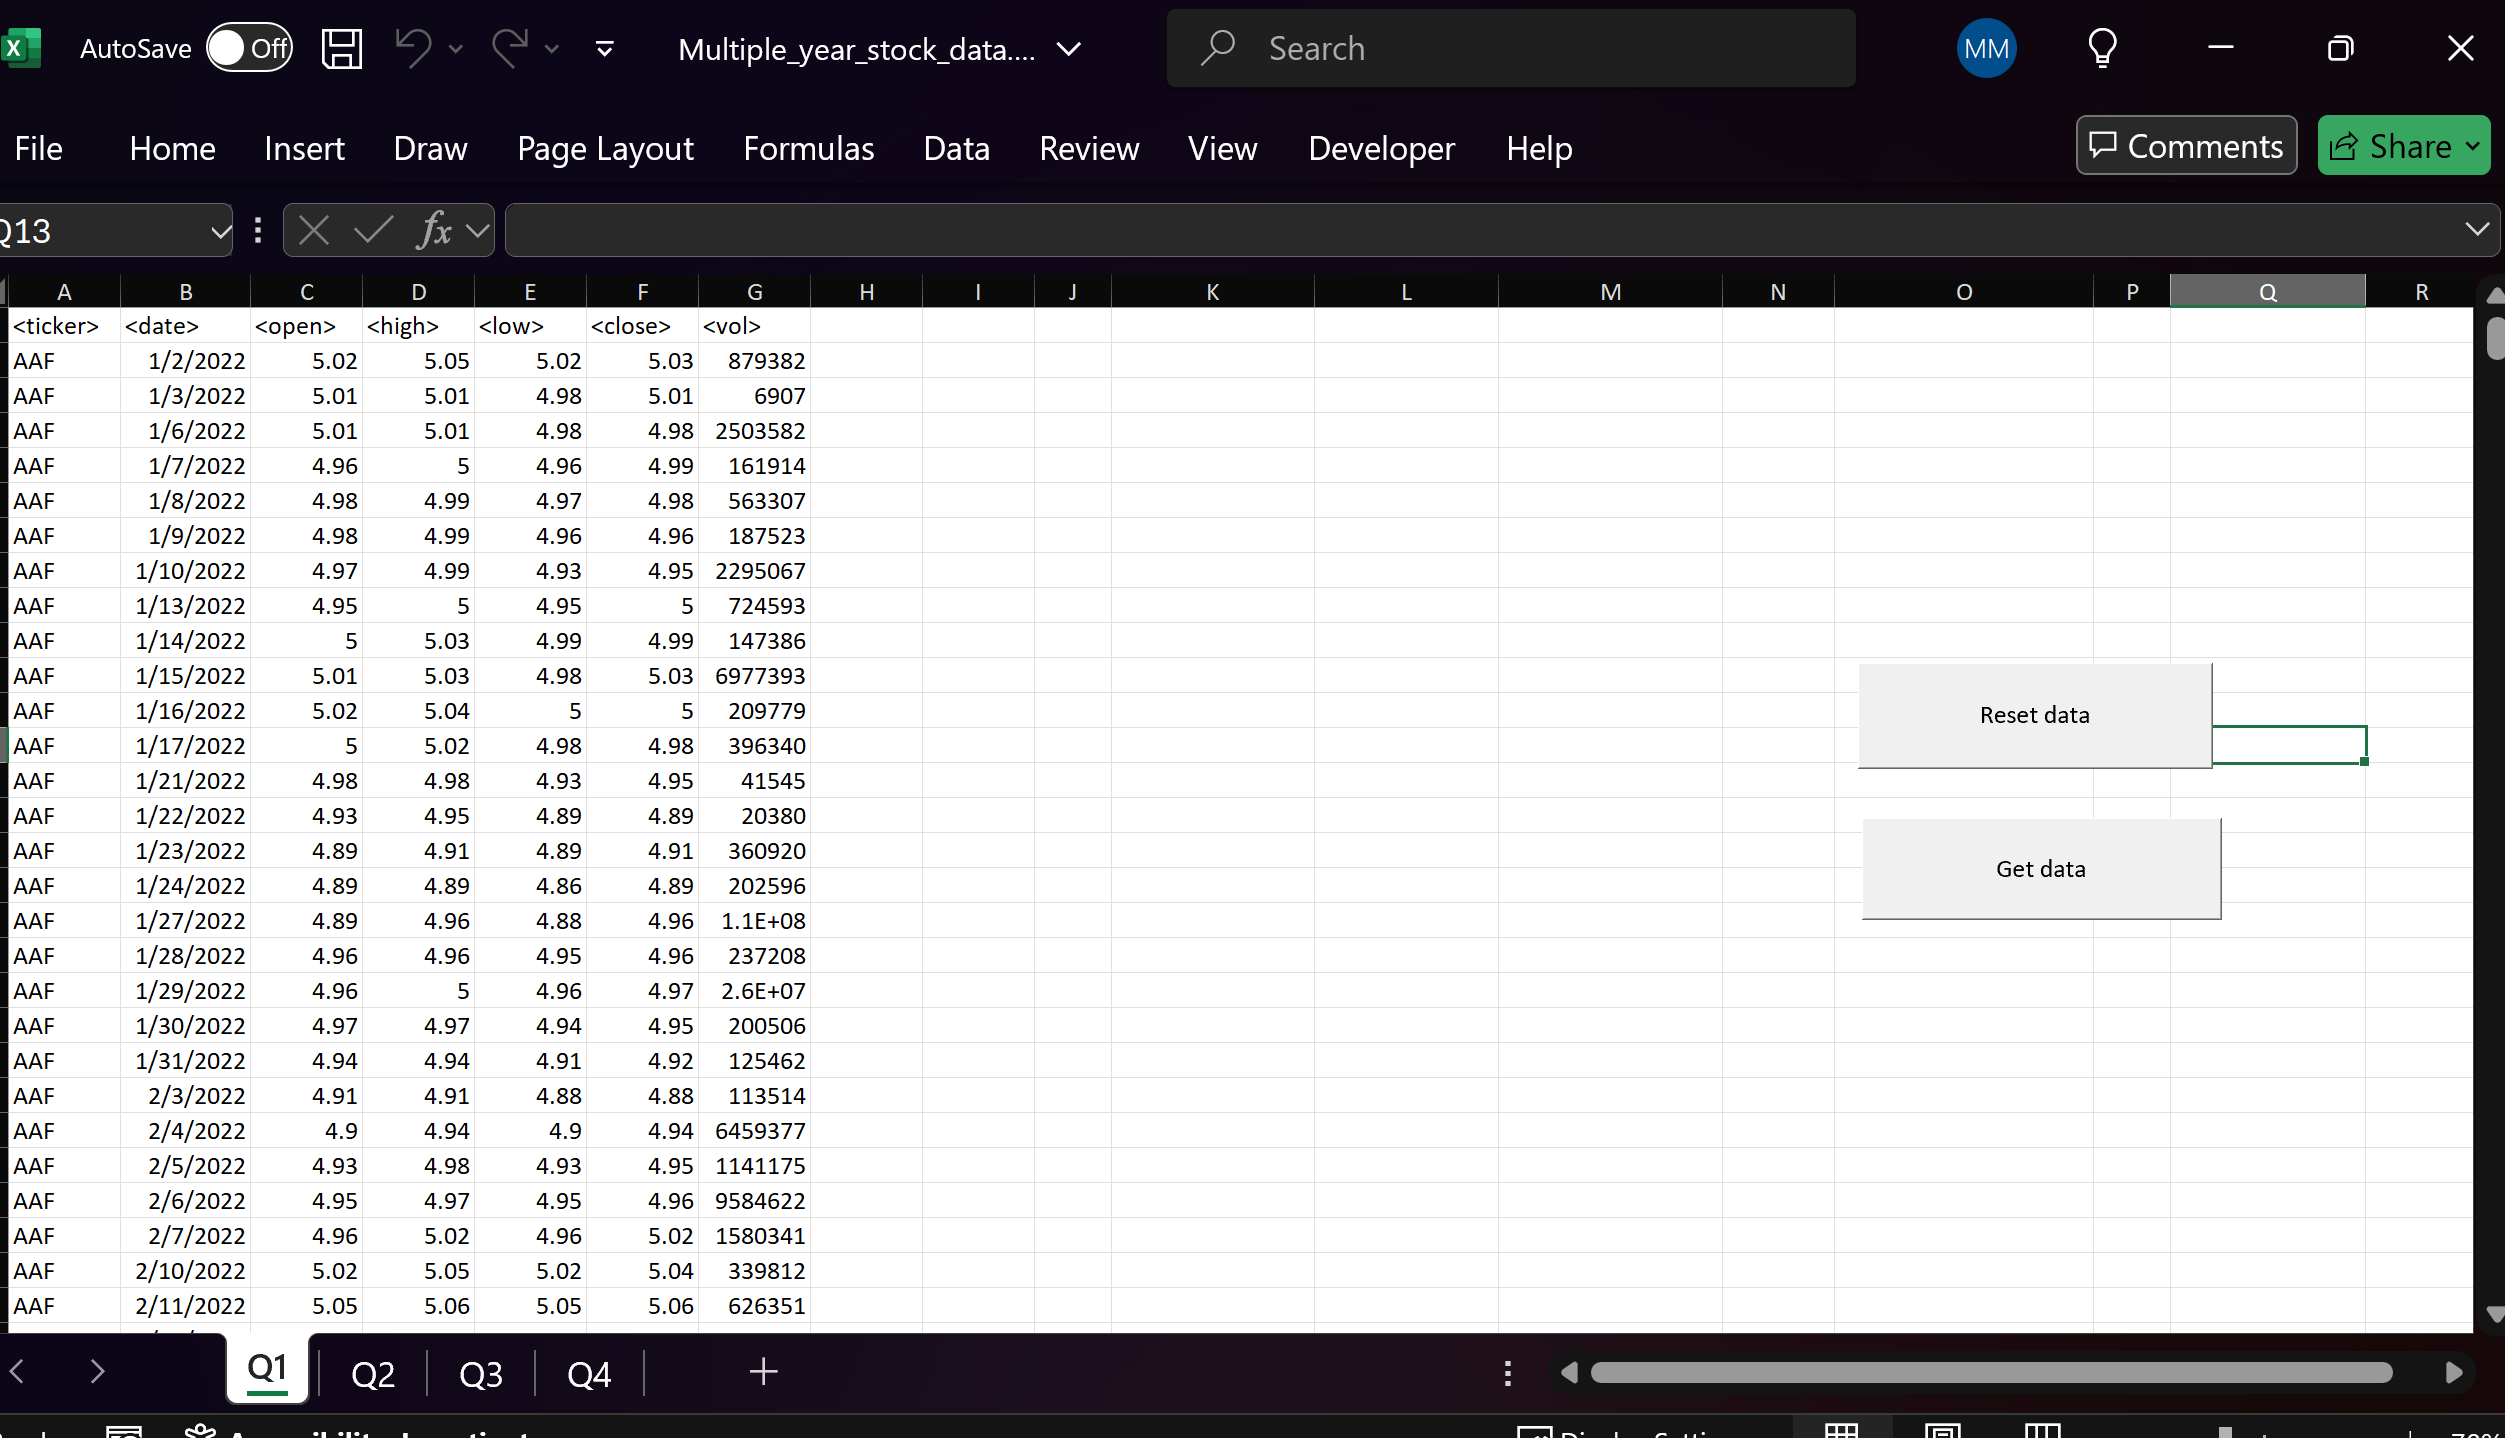 AutoSave Off Multiple_year_stock_data.... Search MM
File Home Insert Draw Page Layout Formulas Data Review View Developer Help Comments Share
Q13 fx
A B C D E F G H I J K L M N O P Q R
<ticker> <date> <open> <high> <low> <close> <vol>
AAF 1/2/2022 5.02 5.05 5.02 5.03 879382
AAF 1/3/2022 5.01 5.01 4.98 5.01 6907
AAF 1/6/2022 5.01 5.01 4.98 4.98 2503582
AAF 1/7/2022 4.96 5 4.96 4.99 161914
AAF 1/8/2022 4.98 4.99 4.97 4.98 563307
AAF 1/9/2022 4.98 4.99 4.96 4.96 187523
AAF 1/10/2022 4.97 4.99 4.93 4.95 2295067
AAF 1/13/2022 4.95 5 4.95 5 724593
AAF 1/14/2022 5 5.03 4.99 4.99 147386
AAF 1/15/2022 5.01 5.03 4.98 5.03 6977393
AAF 1/16/2022 5.02 5.04 5 5 209779
Reset data
AAF 1/17/2022 5 5.02 4.98 4.98 396340
AAF 1/21/2022 4.98 4.98 4.93 4.95 41545
AAF 1/22/2022 4.93 4.95 4.89 4.89 20380
AAF 1/23/2022 4.89 4.91 4.89 4.91 360920
Get data
AAF 1/24/2022 4.89 4.89 4.86 4.89 202596
AAF 1/27/2022 4.89 4.96 4.88 4.96 1.1E+08
AAF 1/28/2022 4.96 4.96 4.95 4.96 237208
AAF 1/29/2022 4.96 5 4.96 4.97 2.6E+07
AAF 1/30/2022 4.97 4.97 4.94 4.95 200506
AAF 1/31/2022 4.94 4.94 4.91 4.92 125462
AAF 2/3/2022 4.91 4.91 4.88 4.88 113514
AAF 2/4/2022 4.9 4.94 4.9 4.94 6459377
AAF 2/5/2022 4.93 4.98 4.93 4.95 1141175
AAF 2/6/2022 4.95 4.97 4.95 4.96 9584622
AAF 2/7/2022 4.96 5.02 4.96 5.02 1580341
AAF 2/10/2022 5.02 5.05 5.02 5.04 339812
AAF 2/11/2022 5.05 5.06 5.05 5.06 626351
Q1 Q2 Q3 Q4